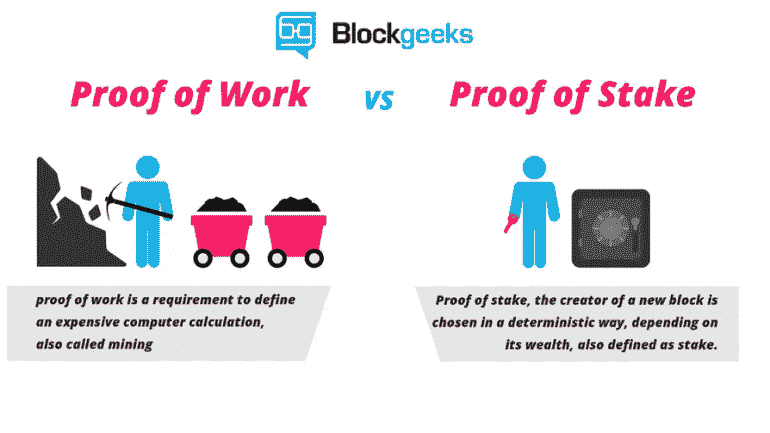 Blockgeeks
Proof of Work vs Proof of Stake
proof of work is a requirement to define
an expensive computer calculation,
also called mining
Proof of stake, the creator of a new block is
chosen in a deterministic way, depending on
its wealth, also defined as stake.